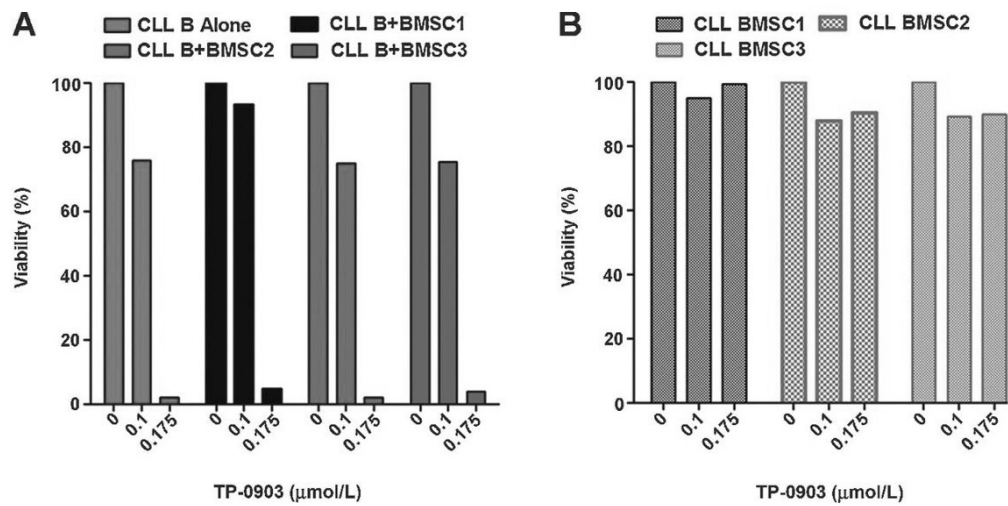 A
CLL B Alone
CLL B+BMSC1
CLL B+BMSC2
CLL B+BMSC3
100
80
60
40
20
0
Viability (%)
0 0.1 0.175 0 0.1 0.175 0 0.1 0.175 0 0.1 0.175
TP-0903 (μmol/L)
B
CLL BMSC1
CLL BMSC2
CLL BMSC3
100
80
60
40
20
0
Viability (%)
0 0.1 0.175 0 0.1 0.175 0 0.1 0.175
TP-0903 (μmol/L)